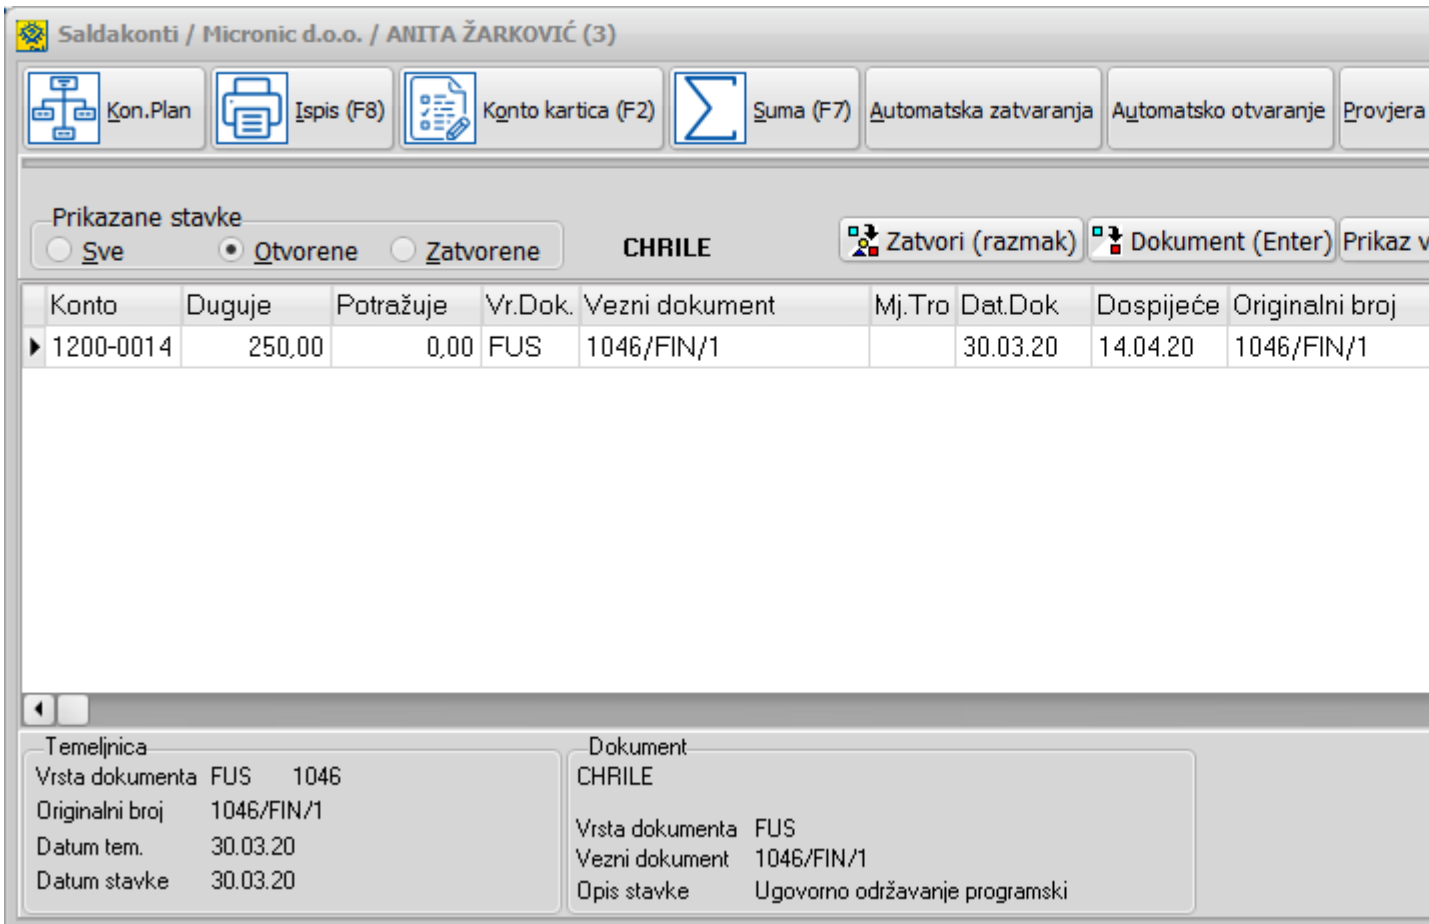 Saldakonti / Micronic d.o.o. / ANITA ŽARKOVIĆ (3)
Kon.Plan Ispis (F8) Konto kartica (F2) Suma (F7) Automatska zatvaranja Automatsko otvaranje Provjera
Prikazane stavke
Sve Otvorene Zatvorene CHRILE Zatvori (razmak) Dokument (Enter) Prikaz v
Konto Duguje Potražuje Vr.Dok. Vezni dokument Mj.Tro Dat.Dok Dospijeće Originalni broj
1200-0014 250,00 0,00 FUS 1046/FIN/1 30.03.20 14.04.20 1046/FIN/1
Temeljnica
Vrsta dokumenta FUS 1046
Originalni broj 1046/FIN/1
Datum tem. 30.03.20
Datum stavke 30.03.20
Dokument
CHRILE
Vrsta dokumenta FUS
Vezni dokument 1046/FIN/1
Opis stavke Ugovorno održavanje programski